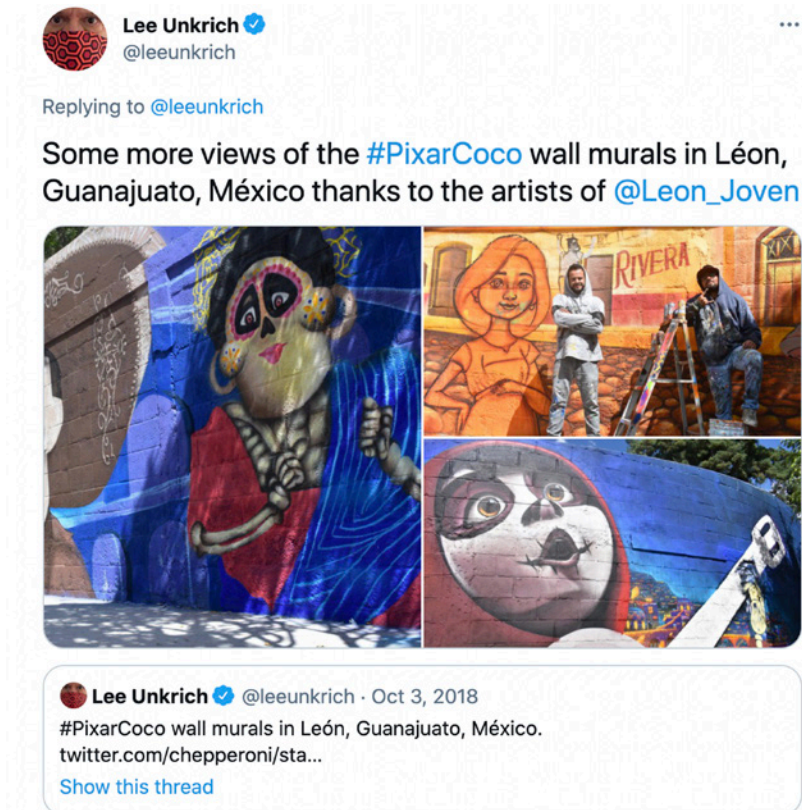 Lee Unkrich
@leeunkrich
Replying to @leeunkrich
Some more views of the #PixarCoco wall murals in Léon,
Guanajuato, México thanks to the artists of @Leon_Joven
RIVERA
Lee Unkrich @leeunkrich · Oct 3, 2018
#PixarCoco wall murals in León, Guanajuato, México.
twitter.com/chepperoni/sta...
Show this thread